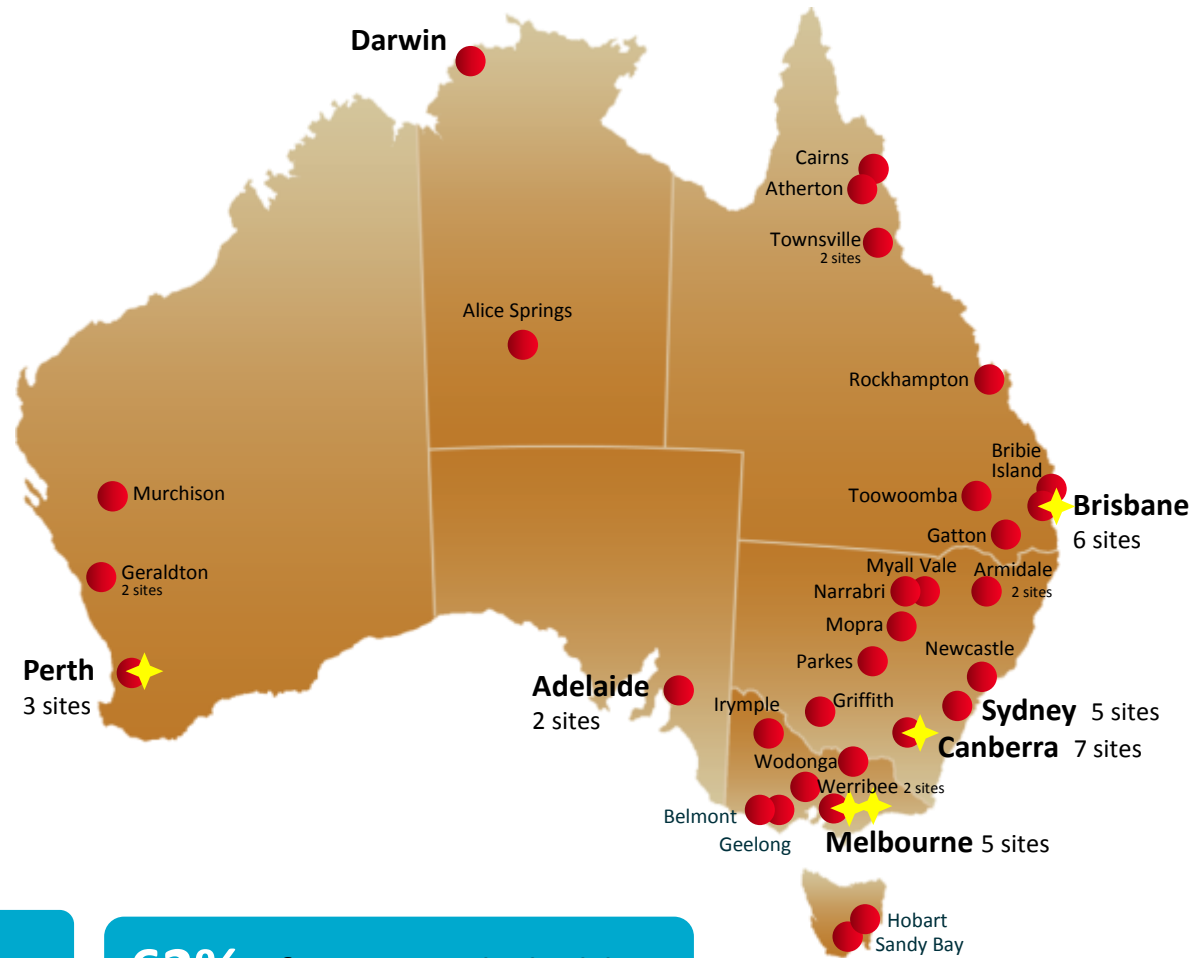 Darwin
Cairns
Atherton
Townsville
2 sites
Alice Springs
Rockhampton
Bribie
Island
Murchison
Toowoomba
Brisbane
6 sites
Gatton
Geraldton
2 sites
Myall Vale
Armidale
2 sites
Narrabri
Mopra
Newcastle
Parkes
Perth
3 sites
Adelaide
2 sites
Irymple
Griffith
Sydney 5 sites
Canberra 7 sites
Wodonga
Werribee 2 sites
Belmont
Geelong
Melbourne 5 sites
Hobart
Sandy Bay